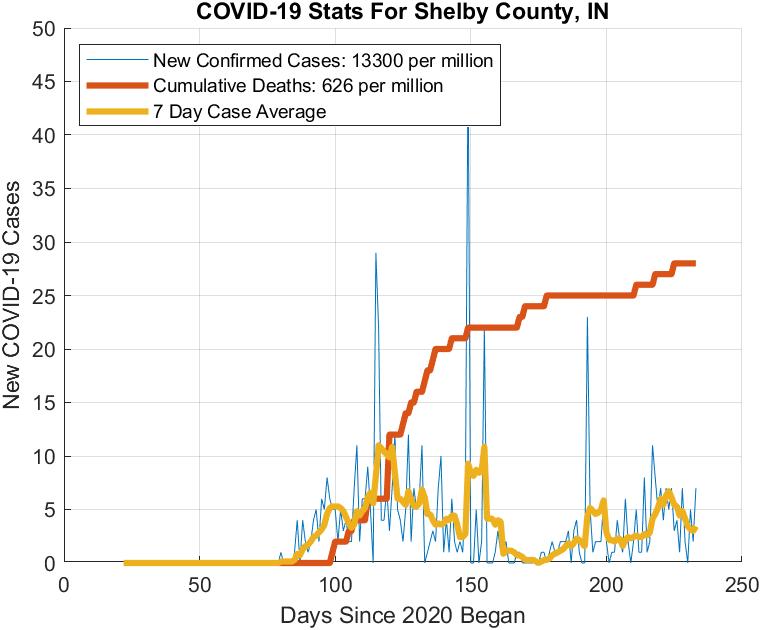 COVID-19 Stats For Shelby County, IN
50
45
40
35
30
25
20
15
10
5
0
New COVID-19 Cases
New Confirmed Cases: 13300 per million
Cumulative Deaths: 626 per million
7 Day Case Average
0 50 100 150 200 250
Days Since 2020 Began